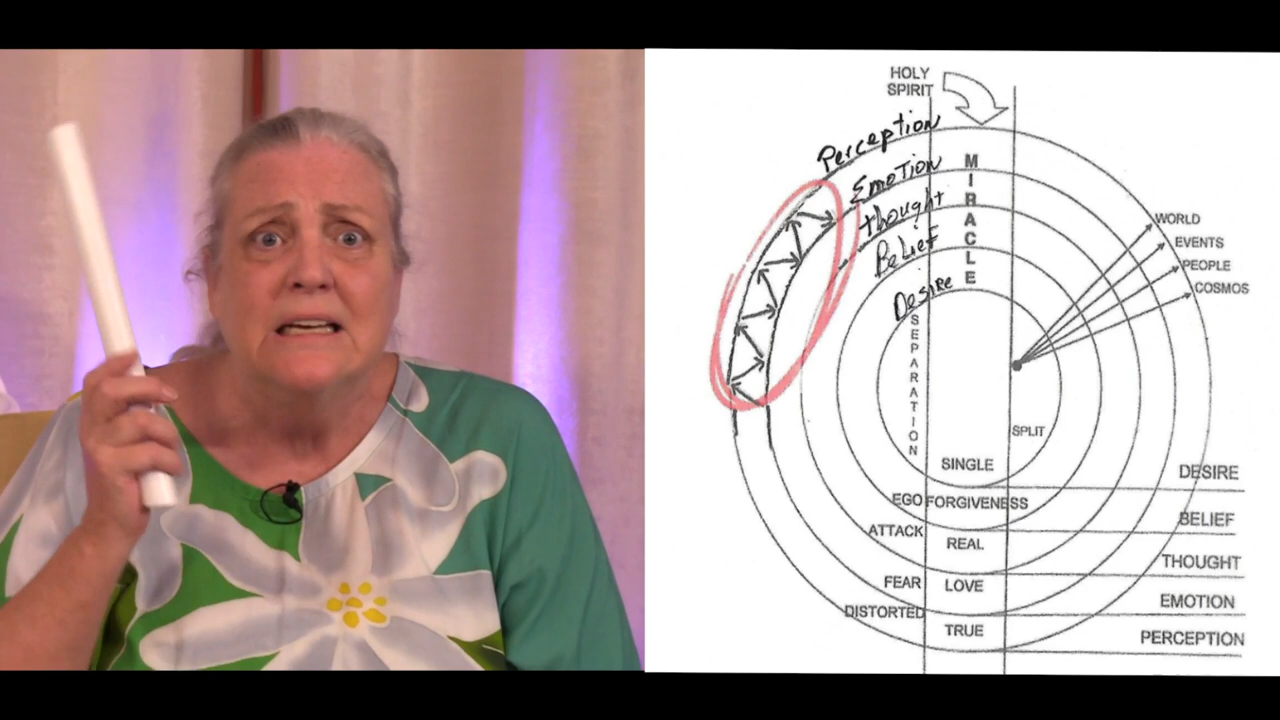 HOLY
SPIRIT
Perception
Emotion
thought
Belief
Desire
MIRACLE
SEPARATION
WORLD
EVENTS
PEOPLE
COSMOS
SPLIT
SINGLE
DESIRE
EGO FORGIVENESS
BELIEF
ATTACK
REAL
THOUGHT
FEAR
LOVE
EMOTION
DISTORTED
TRUE
PERCEPTION